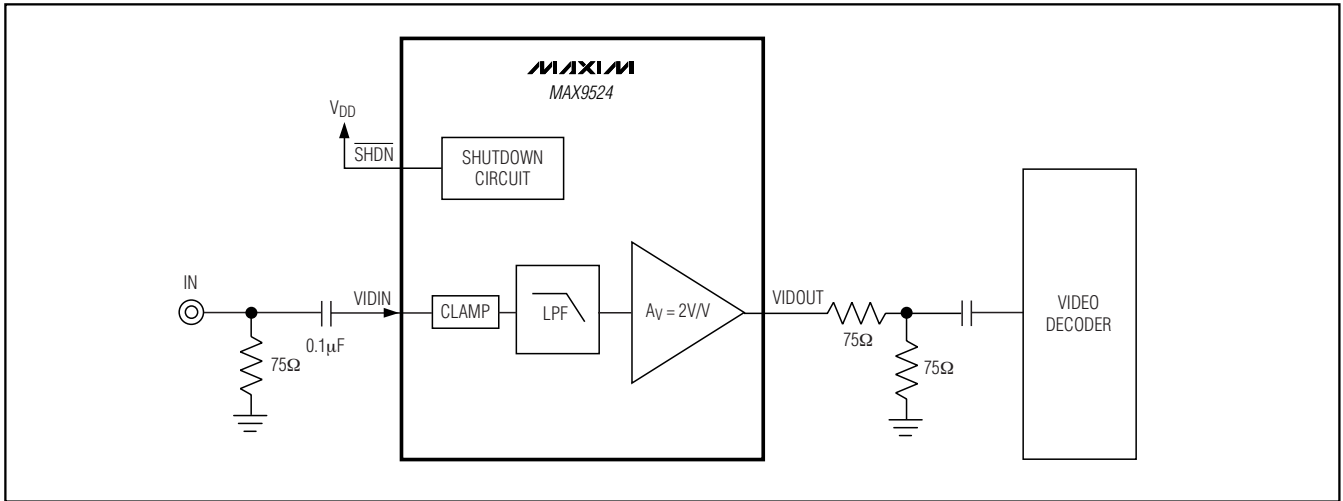 MAXIM
MAX9524
VDD
SHDN
SHUTDOWN
CIRCUIT
IN
VIDIN
0.1µF
75Ω
CLAMP
LPF
AV = 2V/V
VIDOUT
75Ω
75Ω
VIDEO
DECODER